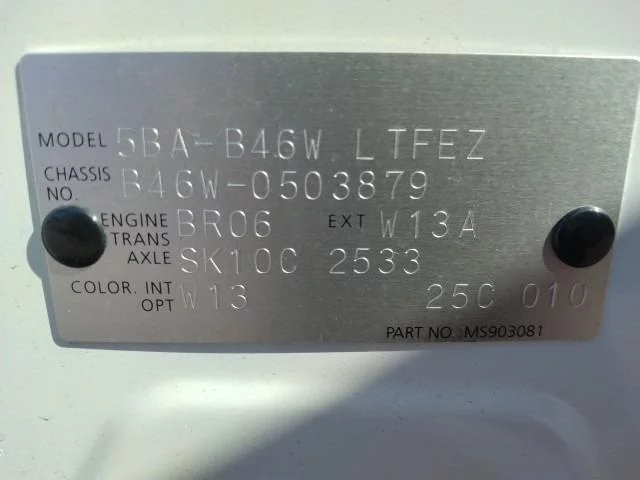 MODEL 5BA-B46W LTFEZ
CHASSIS NO. B46W-0503879
ENGINE BR06 EXT W13A
TRANS AXLE SK10C 2533
COLOR. INT OPT W13 25C 010
PART NO. MS903081